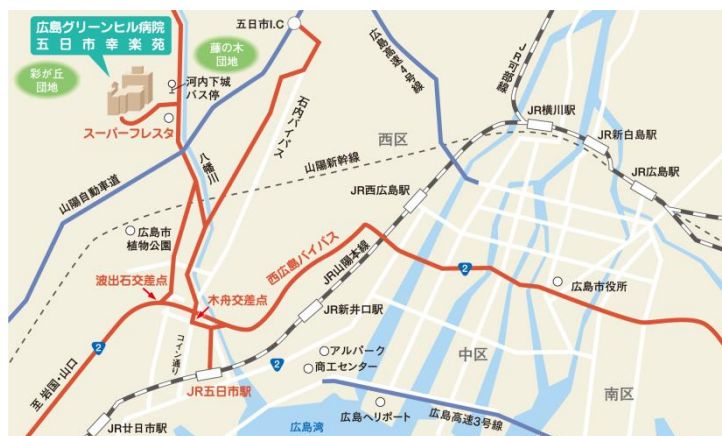 広島グリーンヒル病院
五日市幸楽苑
彩が丘
団地
藤の木
団地
五日市I.C
河内下城
バス停
スーパーフレスタ
石内バイパス
八幡川
広島高速4号線
JR可部線
JR横川駅
JR新白島駅
JR広島駅
西区
山陽新幹線
山陽自動車道
JR西広島駅
広島市
植物公園
西広島バイパス
JR山陽本線
2
広島市役所
波出石交差点
木舟交差点
JR新井口駅
2
コイン通り
2
アルパーク
商工センター
中区
南区
至 岩国・山口
JR五日市駅
JR廿日市駅
広島湾
広島ヘリポート
広島高速3号線